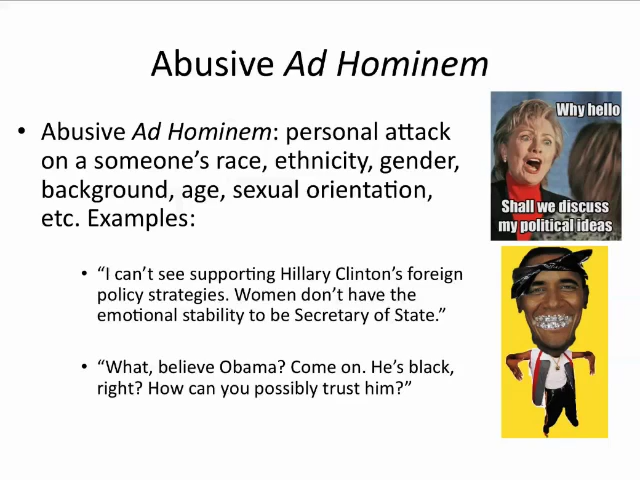 Abusive Ad Hominem
• Abusive Ad Hominem: personal attack
on a someone's race, ethnicity, gender,
background, age, sexual orientation,
etc. Examples:
• “I can't see supporting Hillary Clinton's foreign
policy strategies. Women don't have the
emotional stability to be Secretary of State.”
• “What, believe Obama? Come on. He's black,
right? How can you possibly trust him?”
Why hello
Shall we discuss
my political ideas